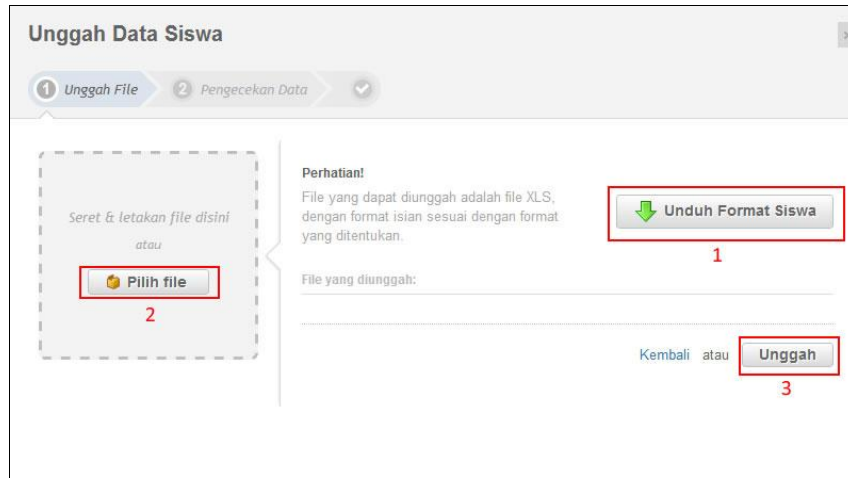 Unggah Data Siswa
1 Unggah File 2 Pengecekan Data
Seret & letakan file disini
atau
Pilih file
2
Perhatian!
File yang dapat diunggah adalah file XLS,
dengan format isian sesuai dengan format
yang ditentukan.
Unduh Format Siswa
1
File yang diunggah:
Kembali atau Unggah
3